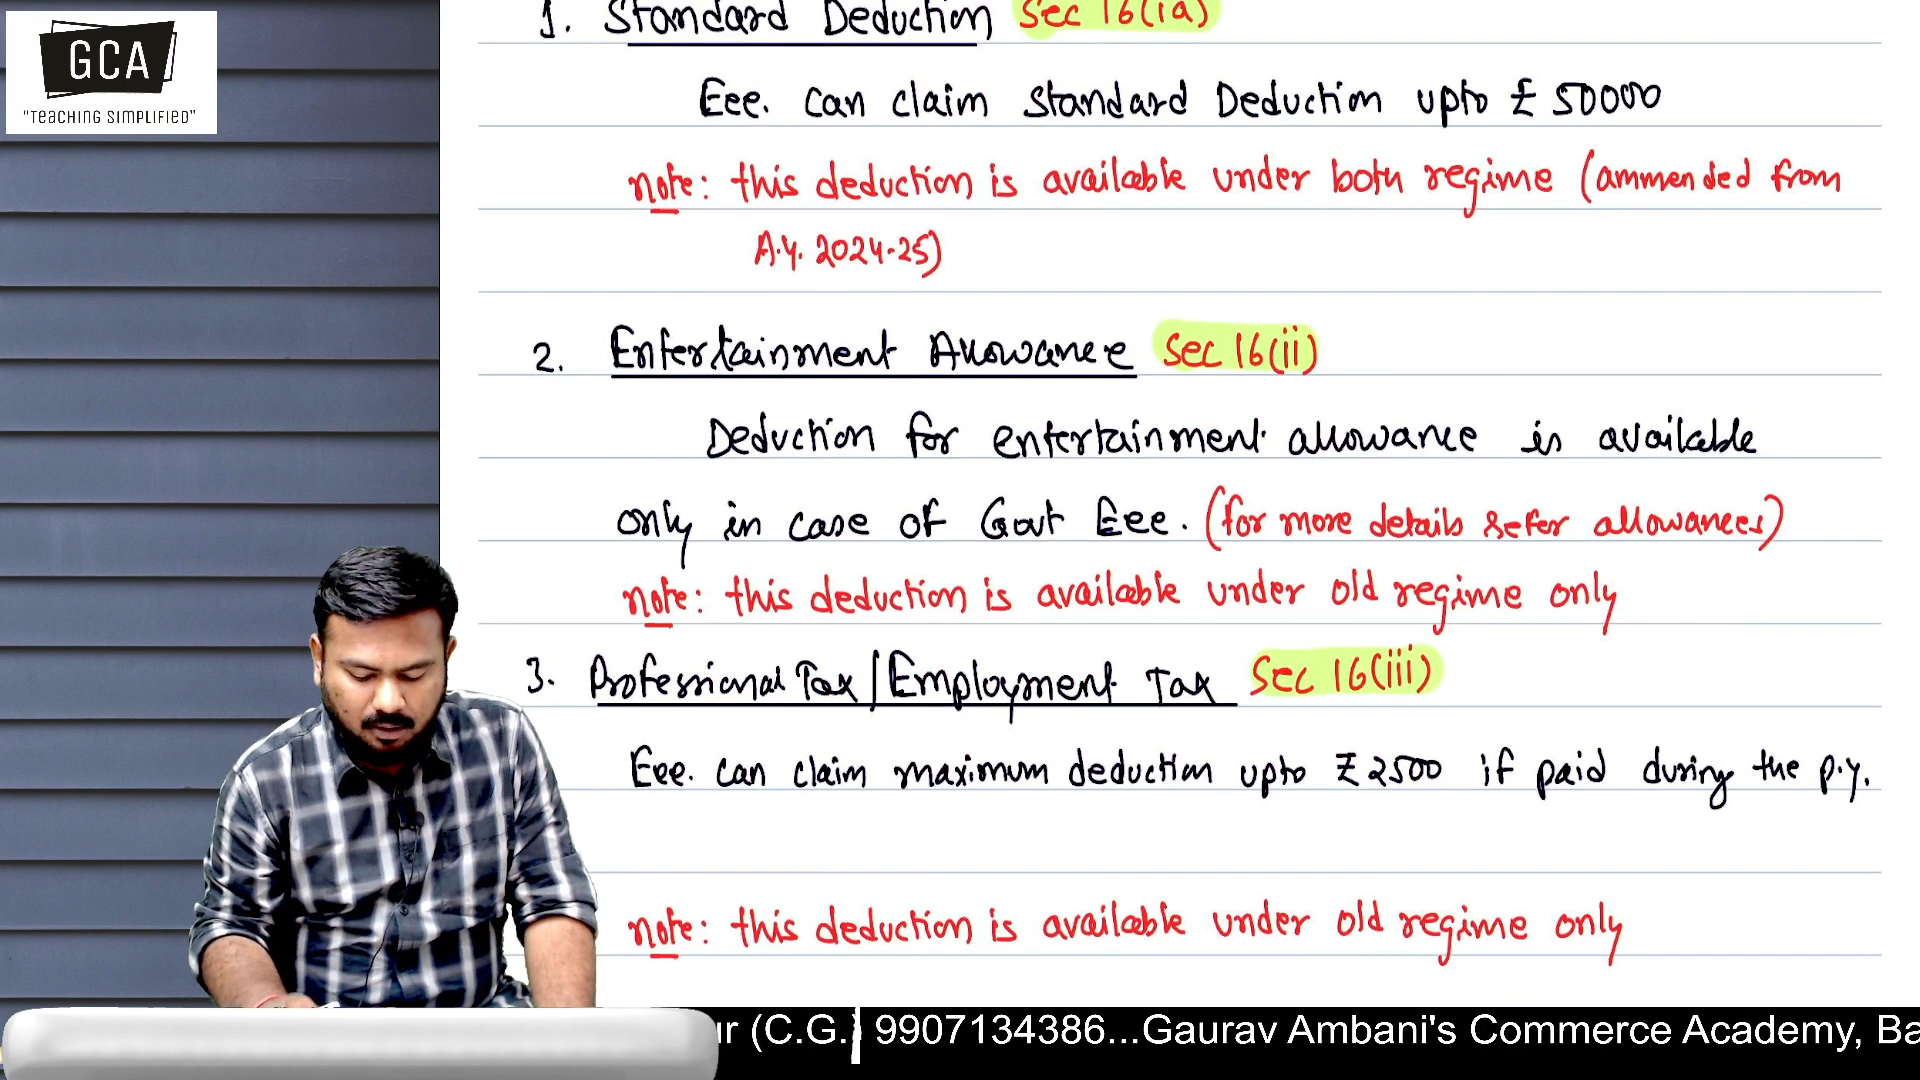 GCA
"TEACHING SIMPLIFIED"
1. Standard Deduction Sec 16(ia)
Eee. can claim Standard Deduction upto ₹ 50000
note: this deduction is available under both regime (ammended from
A.y. 2024-25)
2. Entertainment Allowance Sec 16(ii)
Deduction for entertainment allowance is available
only in case of Govt Eee. (for more details refer allowances)
note: this deduction is available under old regime only
3. Professional Tax/Employment Tax Sec 16(iii)
Eee. can claim maximum deduction upto ₹ 2500 if paid during the p.y.
note: this deduction is available under old regime only
ur (C.G.) 9907134386...Gaurav Ambani's Commerce Academy, Ba